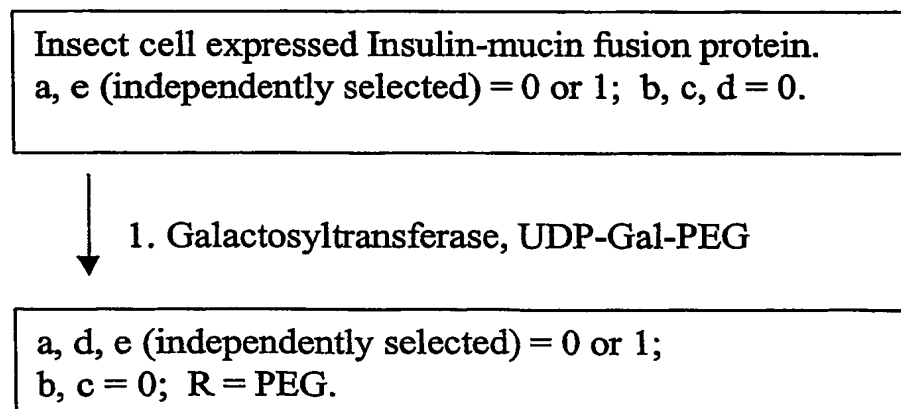 Insect cell expressed Insulin-mucin fusion protein.
a, e (independently selected) = 0 or 1; b, c, d = 0.
1. Galactosyltransferase, UDP-Gal-PEG
a, d, e (independently selected) = 0 or 1;
b, c = 0; R = PEG.